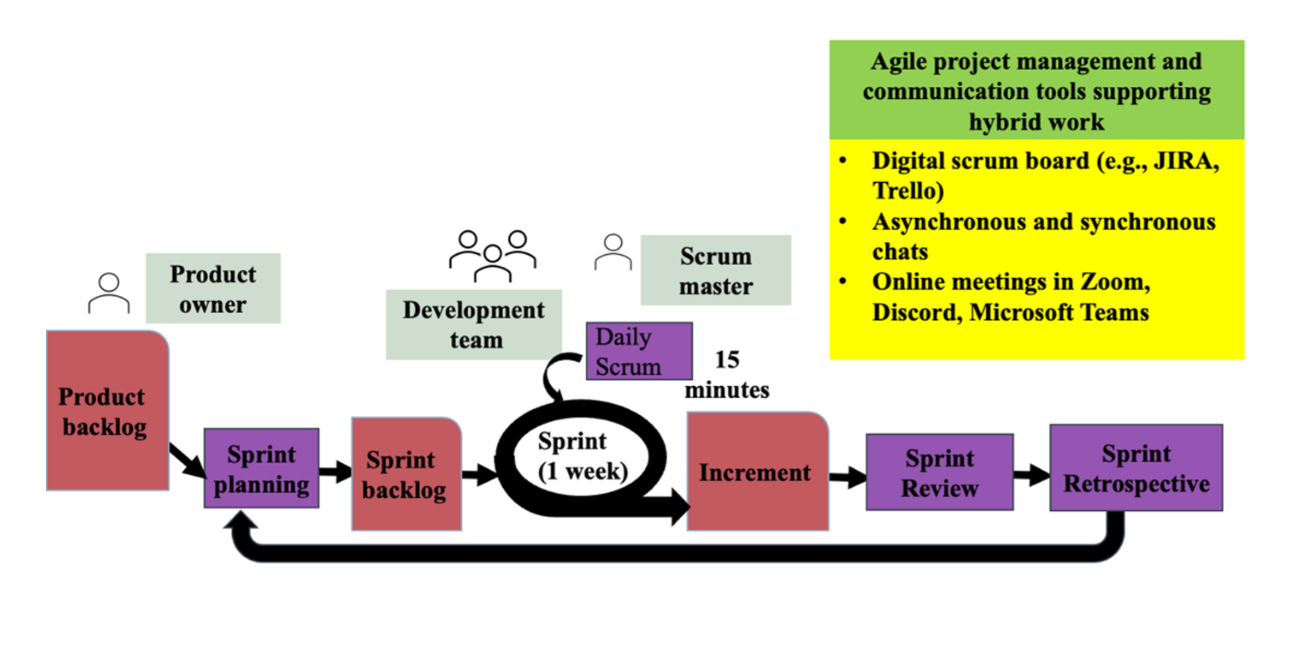 Agile project management and
communication tools supporting
hybrid work
• Digital scrum board (e.g., JIRA,
Trello)
• Asynchronous and synchronous
chats
• Online meetings in Zoom,
Discord, Microsoft Teams
Product
owner
Development
team
Scrum
master
Daily
Scrum
15
minutes
Product
backlog
Sprint
planning
Sprint
backlog
Sprint
(1 week)
Increment
Sprint
Review
Sprint
Retrospective